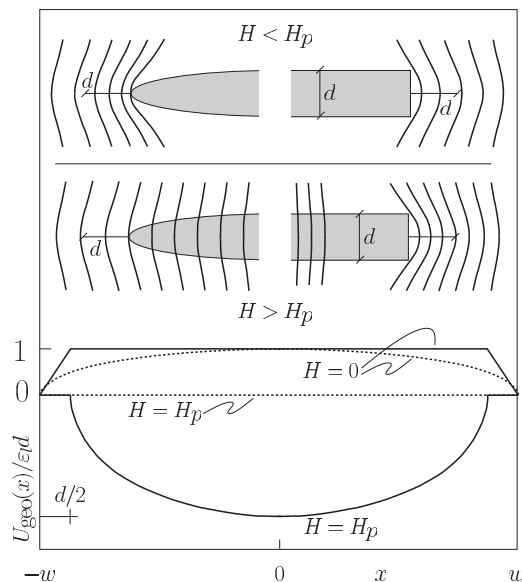 H < H_p
d
d
d
d
d
H > H_p
1
H = 0
0
H = H_p
U_geo(x)/ε_l d
d/2
H = H_p
−w 0 x w